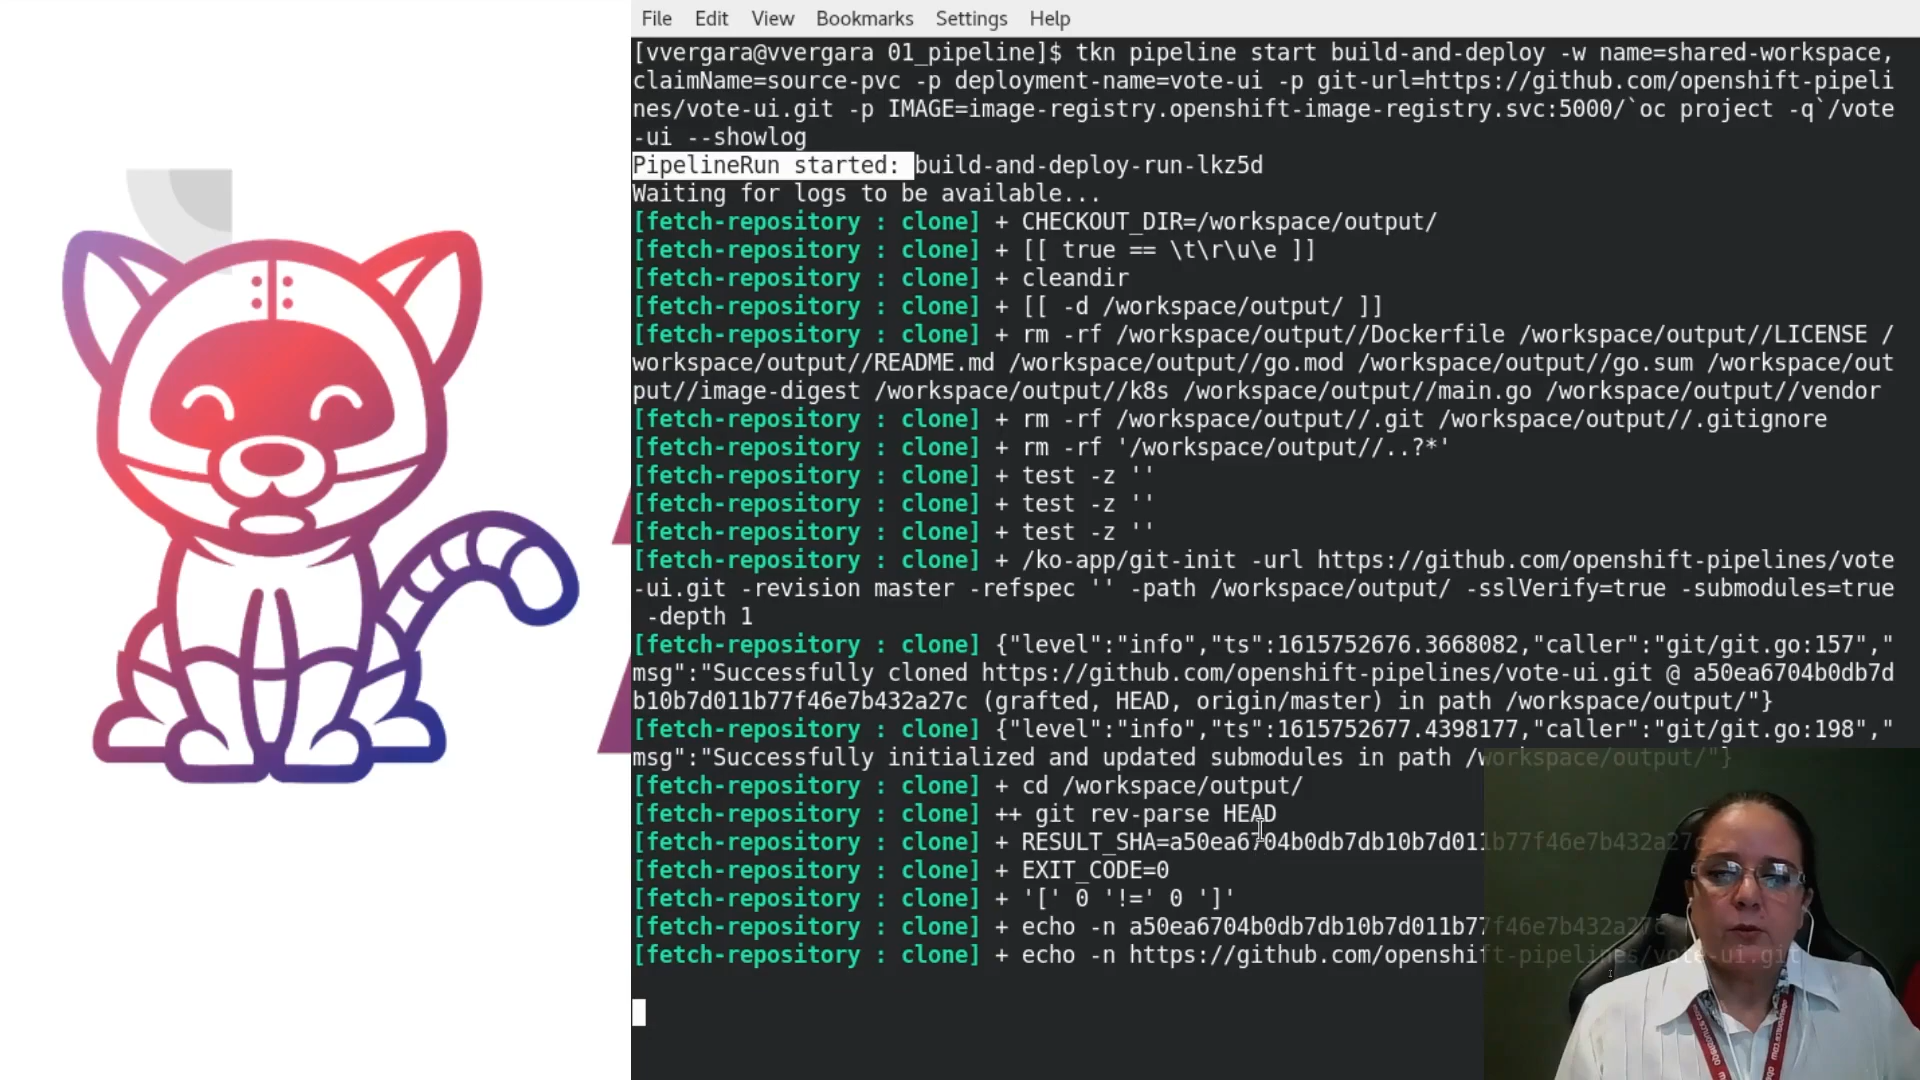 File Edit View Bookmarks Settings Help
[vvergara@vvergara 01_pipeline]$ tkn pipeline start build-and-deploy -w name=shared-workspace,
claimName=source-pvc -p deployment-name=vote-ui -p git-url=https://github.com/openshift-pipeli
nes/vote-ui.git -p IMAGE=image-registry.openshift-image-registry.svc:5000/`oc project -q`/vote
-ui --showlog
PipelineRun started: build-and-deploy-run-lkz5d
Waiting for logs to be available...
[fetch-repository : clone] + CHECKOUT_DIR=/workspace/output/
[fetch-repository : clone] + [[ true == \t\r\u\e ]]
[fetch-repository : clone] + cleandir
[fetch-repository : clone] + [[ -d /workspace/output/ ]]
[fetch-repository : clone] + rm -rf /workspace/output//Dockerfile /workspace/output//LICENSE /
workspace/output//README.md /workspace/output//go.mod /workspace/output//go.sum /workspace/out
put//image-digest /workspace/output//k8s /workspace/output//main.go /workspace/output//vendor
[fetch-repository : clone] + rm -rf /workspace/output//.git /workspace/output//.gitignore
[fetch-repository : clone] + rm -rf '/workspace/output//..?*'
[fetch-repository : clone] + test -z ''
[fetch-repository : clone] + test -z ''
[fetch-repository : clone] + test -z ''
[fetch-repository : clone] + /ko-app/git-init -url https://github.com/openshift-pipelines/vote
-ui.git -revision master -refspec '' -path /workspace/output/ -sslVerify=true -submodules=true
-depth 1
[fetch-repository : clone] {"level":"info","ts":1615752676.3668082,"caller":"git/git.go:157","
msg":"Successfully cloned https://github.com/openshift-pipelines/vote-ui.git @ a50ea6704b0db7d
b10b7d011b77f46e7b432a27c (grafted, HEAD, origin/master) in path /workspace/output/"}
[fetch-repository : clone] {"level":"info","ts":1615752677.4398177,"caller":"git/git.go:198","
msg":"Successfully initialized and updated submodules in path /workspace/output/"}
[fetch-repository : clone] + cd /workspace/output/
[fetch-repository : clone] ++ git rev-parse HEAD
[fetch-repository : clone] + RESULT_SHA=a50ea6704b0db7db10b7d011b77f46e7b432a27c
[fetch-repository : clone] + EXIT_CODE=0
[fetch-repository : clone] + '[' 0 '!=' 0 ']'
[fetch-repository : clone] + echo -n a50ea6704b0db7db10b7d011b77f46e7b432a27c
[fetch-repository : clone] + echo -n https://github.com/openshift-pipelines/vote-ui.git